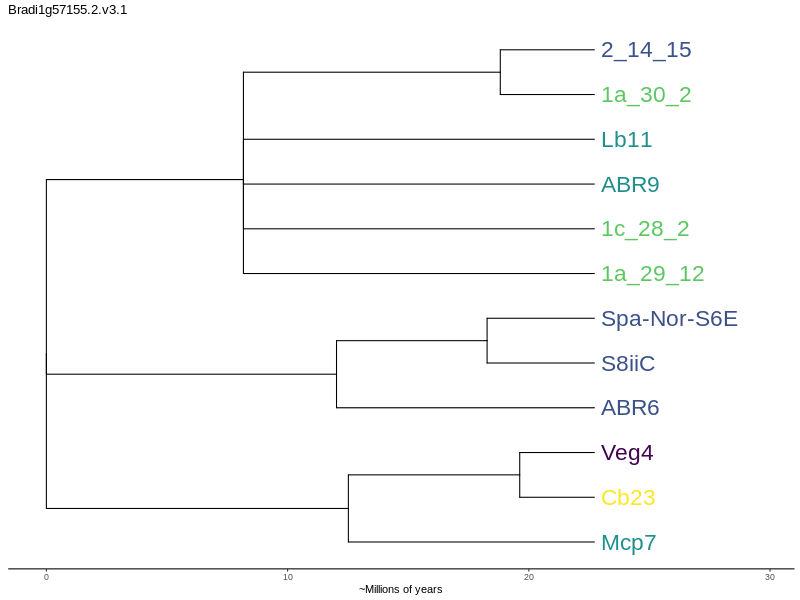 Bradi1g57155.2.v3.1
2_14_15
1a_30_2
Lb11
ABR9
1c_28_2
1a_29_12
Spa-Nor-S6E
S8iiC
ABR6
Veg4
Cb23
Mcp7
0 10 20 30
~Millions of years